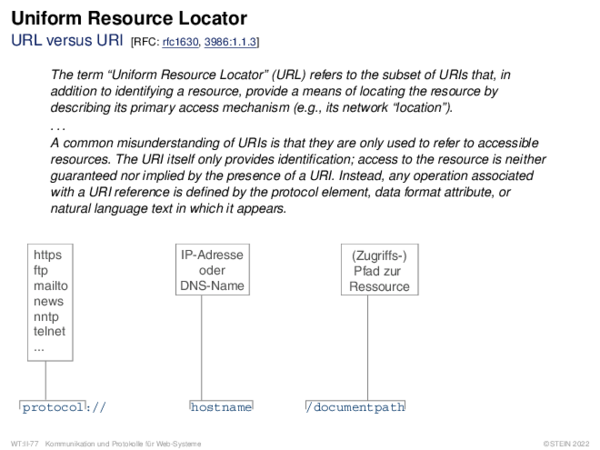 Uniform Resource Locator
URL versus URI [RFC: rfc1630, 3986:1.1.3]
The term “Uniform Resource Locator” (URL) refers to the subset of URIs that, in
addition to identifying a resource, provide a means of locating the resource by
describing its primary access mechanism (e.g., its network “location”).
. . .
A common misunderstanding of URIs is that they are only used to refer to accessible
resources. The URI itself only provides identification; access to the resource is neither
guaranteed nor implied by the presence of a URI. Instead, any operation associated
with a URI reference is defined by the protocol element, data format attribute, or
natural language text in which it appears.
https
ftp
mailto
news
nntp
telnet
...
IP-Adresse
oder
DNS-Name
(Zugriffs-)
Pfad zur
Ressource
protocol:// hostname /documentpath
WT:II-77 Kommunikation und Protokolle für Web-Systeme ©STEIN 2022